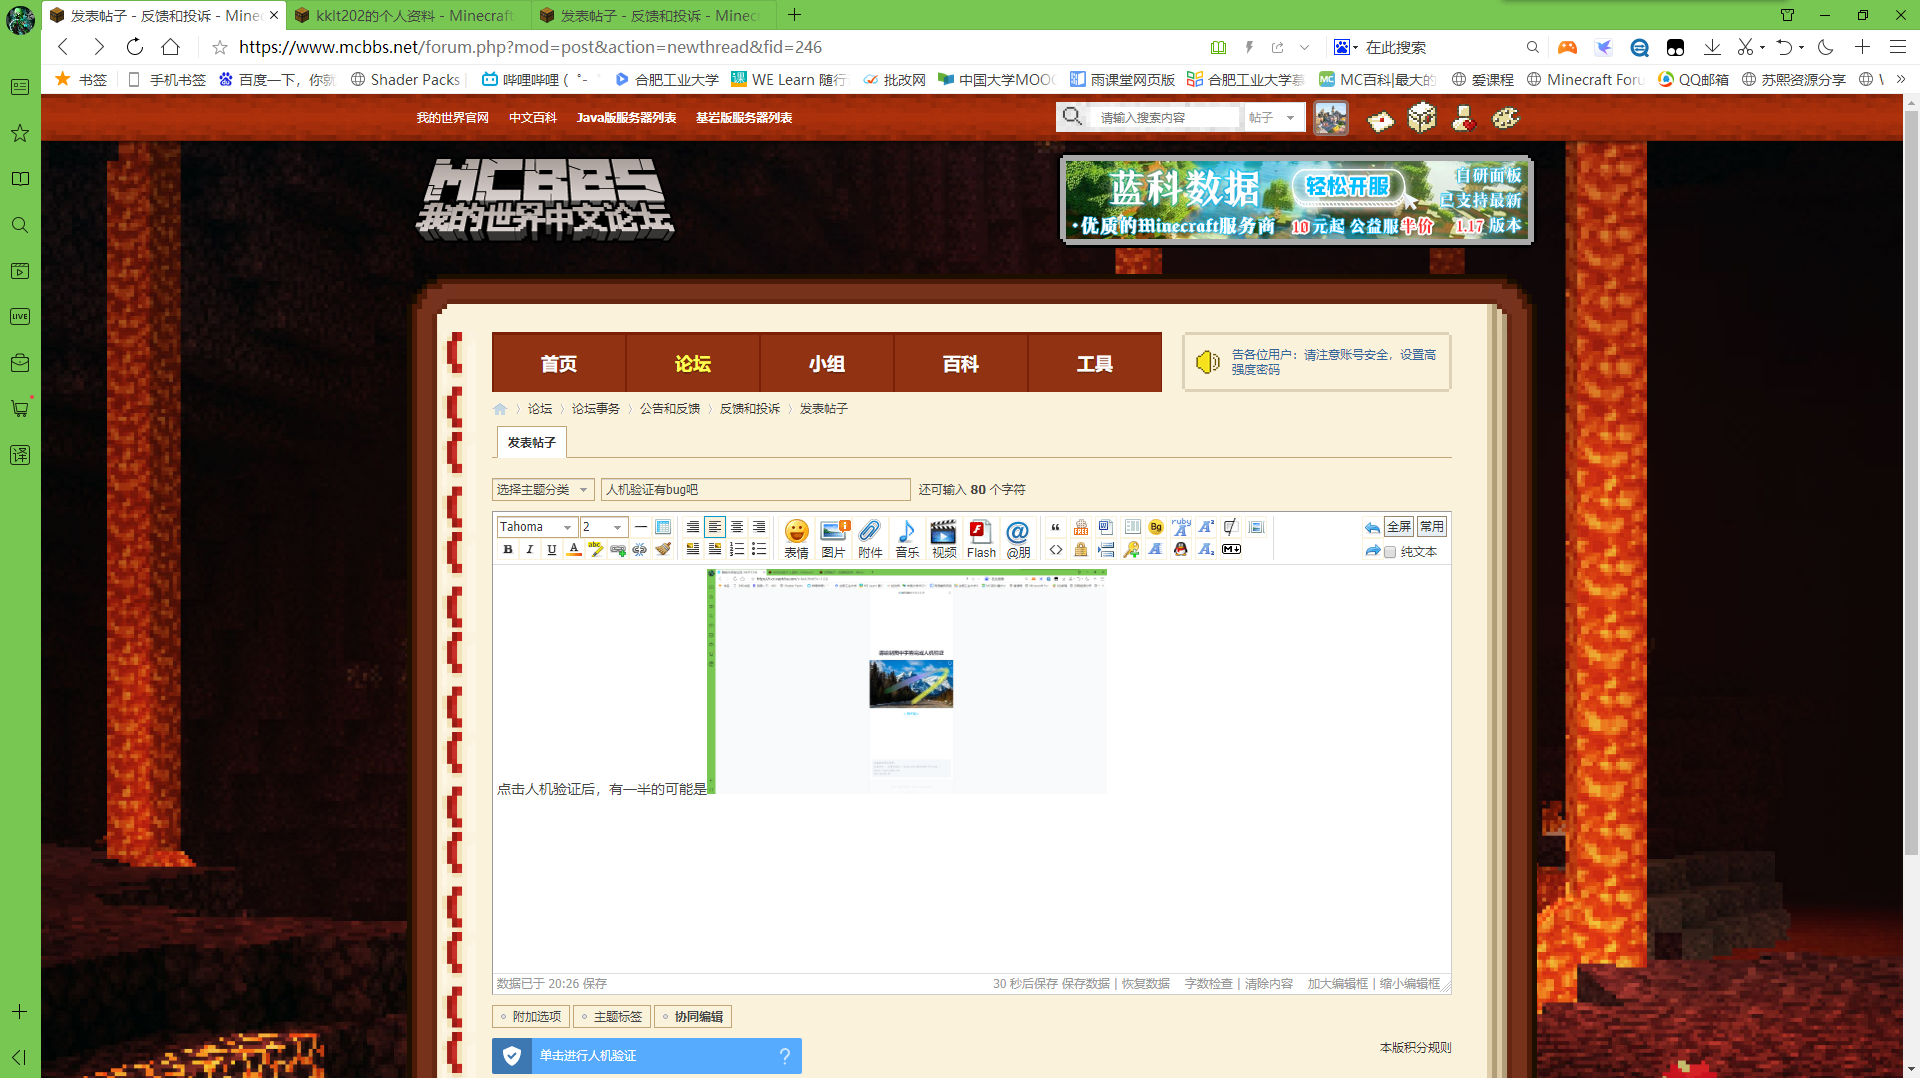 发表帖子 - 反馈和投诉 - Minec
kklt202的个人资料 - Minecraft
发表帖子 - 反馈和投诉 - Minec
https://www.mcbbs.net/forum.php?mod=post&action=newthread&fid=246
在此搜索
书签
手机书签
百度一下，你就
Shader Packs
哔哩哔哩 ( ゜-
合肥工业大学
WE Learn 随行
批改网
中国大学MOOC
雨课堂网页版
合肥工业大学慕
MC百科|最大的
爱课程
Minecraft Foru
QQ邮箱
苏熙资源分享
LIVE
译
我的世界官网 中文百科 Java版服务器列表 基岩版服务器列表
请输入搜索内容 帖子
MCBBS
我的世界中文论坛
蓝科数据 轻松开服 自研面板
已支持最新
·优质的Minecraft服务商 10元起 公益服半价 1.17版本
首页 论坛 小组 百科 工具
告各位用户：请注意账号安全，设置高
强度密码
论坛 〉 论坛事务 〉 公告和反馈 〉 反馈和投诉 〉 发表帖子
发表帖子
选择主题分类 人机验证有bug吧 还可输入 80 个字符
Tahoma 2
全屏 常用
B I U A
表情 图片 附件 音乐 视频 Flash @朋
纯文本
点击人机验证后，有一半的可能是
数据已于 20:26 保存
30 秒后保存 保存数据 | 恢复数据 字数检查 | 清除内容 加大编辑框 | 缩小编辑框
附加选项 主题标签 协同编辑
单击进行人机验证 ?
本版积分规则